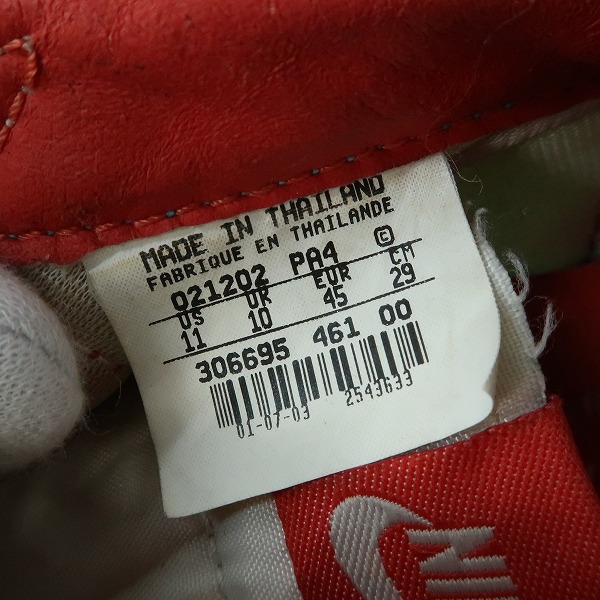 MADE IN THAILAND
FABRIQUE EN THAÏLANDE
021202 PA4 ©
US UK EUR CM
11 10 45 29
306695 461 00
01-07-03 2543633